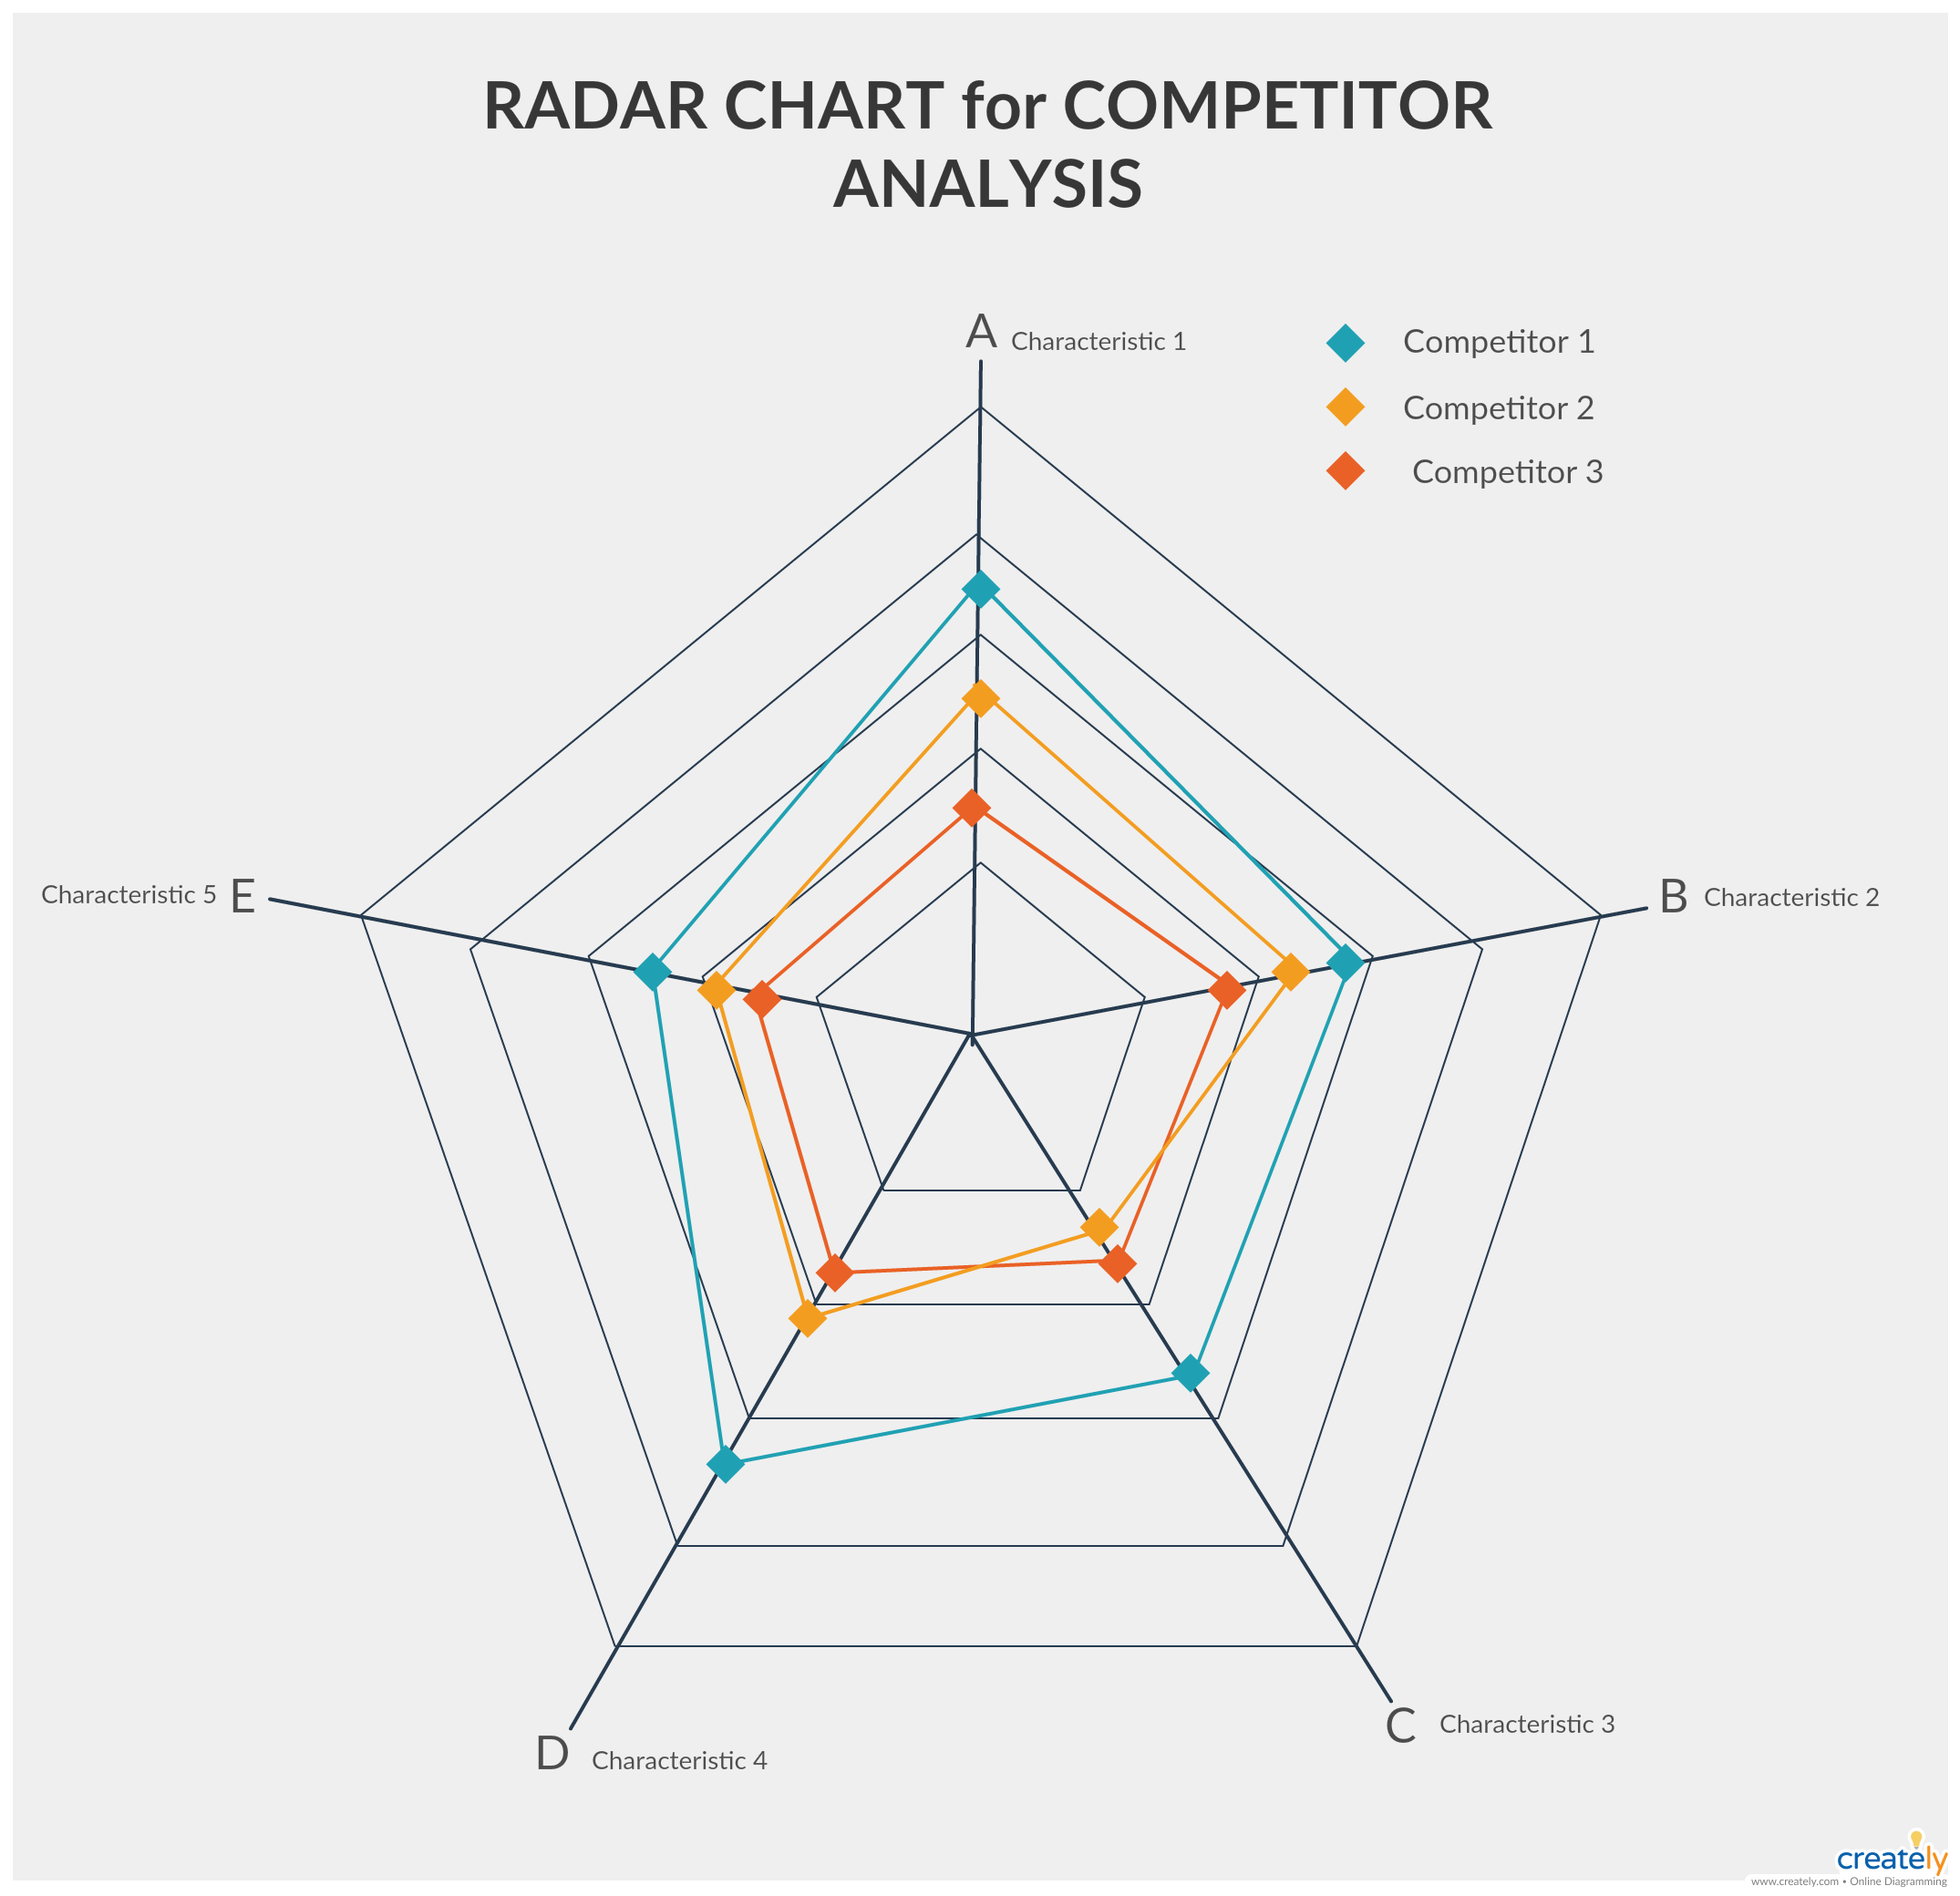 RADAR CHART for COMPETITOR
ANALYSIS
A Characteristic 1
Competitor 1
Competitor 2
Competitor 3
Characteristic 5 E
B Characteristic 2
C Characteristic 3
D Characteristic 4
creately
www.creately.com • Online Diagramming